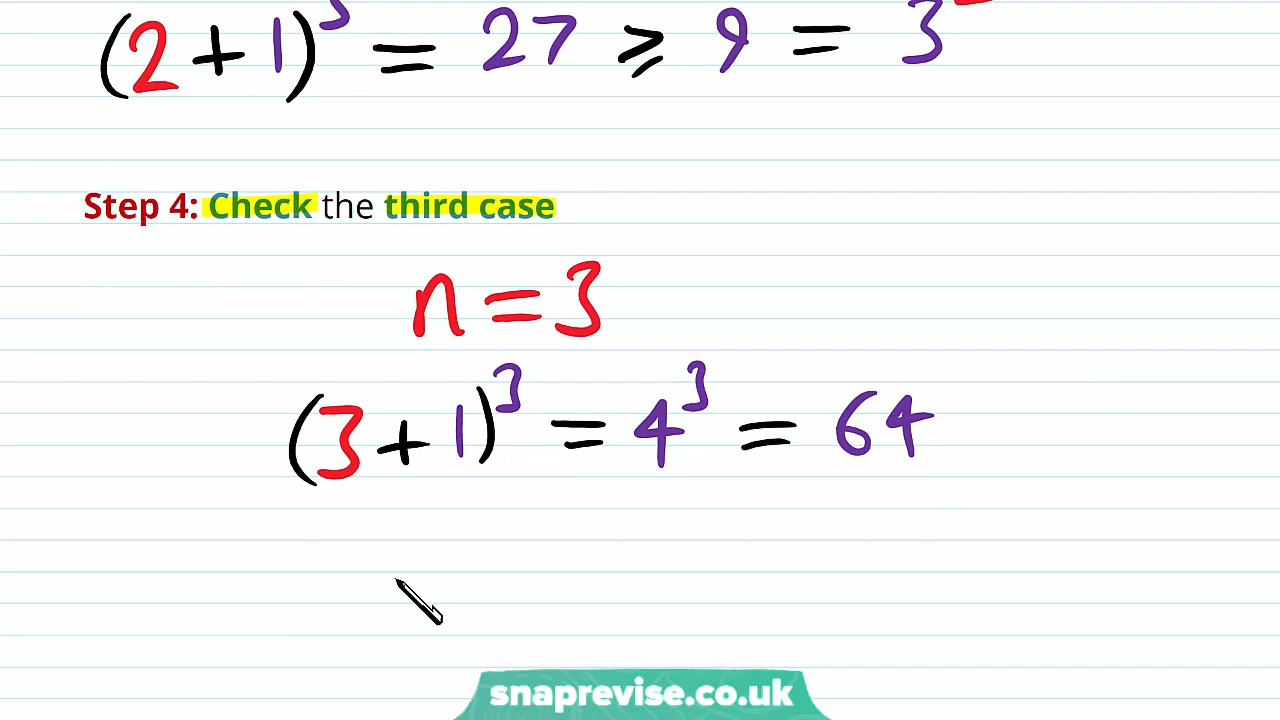 (2 + 1)³ = 27 ⩾ 9 = 3²
Step 4: Check the third case
n = 3
(3 + 1)³ = 4³ = 64
snaprevise.co.uk